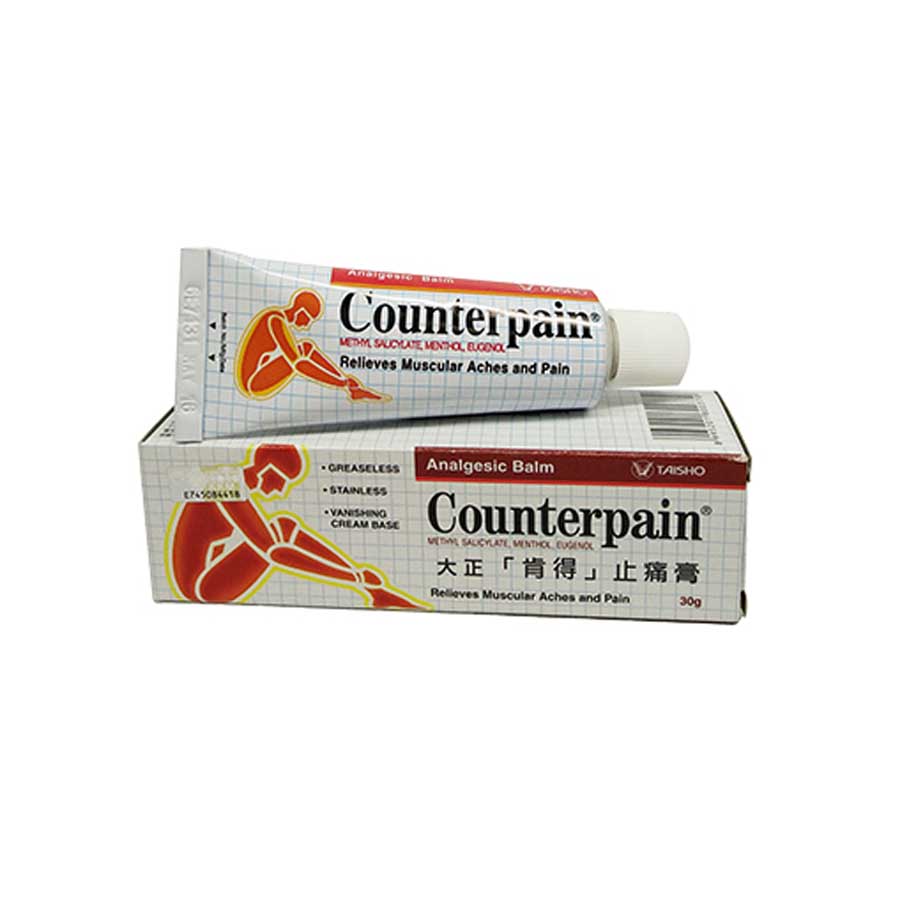 Analgesic Balm
TAISHO
Counterpain®
METHYL SALICYLATE, MENTHOL, EUGENOL
Relieves Muscular Aches and Pain
• GREASELESS
• STAINLESS
• VANISHING
CREAM BASE
Analgesic Balm
TAISHO
Counterpain®
METHYL SALICYLATE, MENTHOL, EUGENOL
大正「肯得」止痛膏
Relieves Muscular Aches and Pain
30g